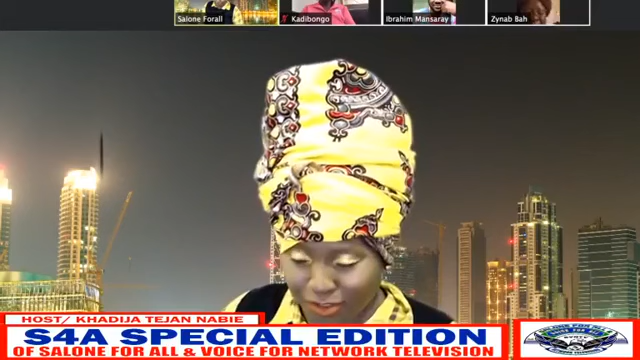 Salone Forall
Kadibongo
Ibrahim Mansaray
Zynab Bah
HOST/ KHADIJA TEJAN NABIE
S4A SPECIAL EDITION
OF SALONE FOR ALL & VOICE FOR NETWORK TELEVISION